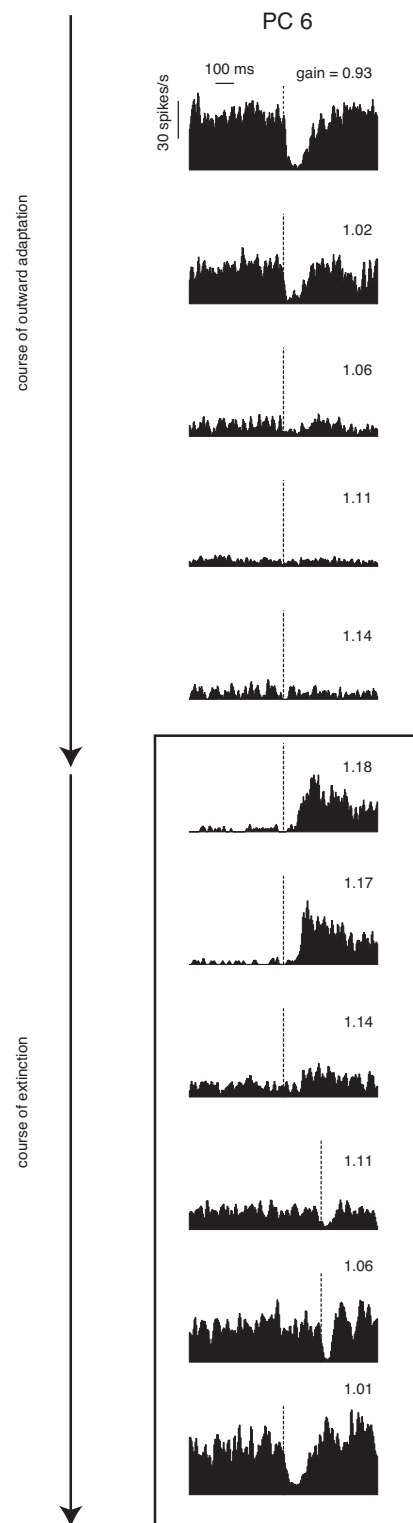 PC 6
100 ms
gain = 0.93
30 spikes/s
course of outward adaptation
1.02
1.06
1.11
1.14
1.18
1.17
1.14
course of extinction
1.11
1.06
1.01